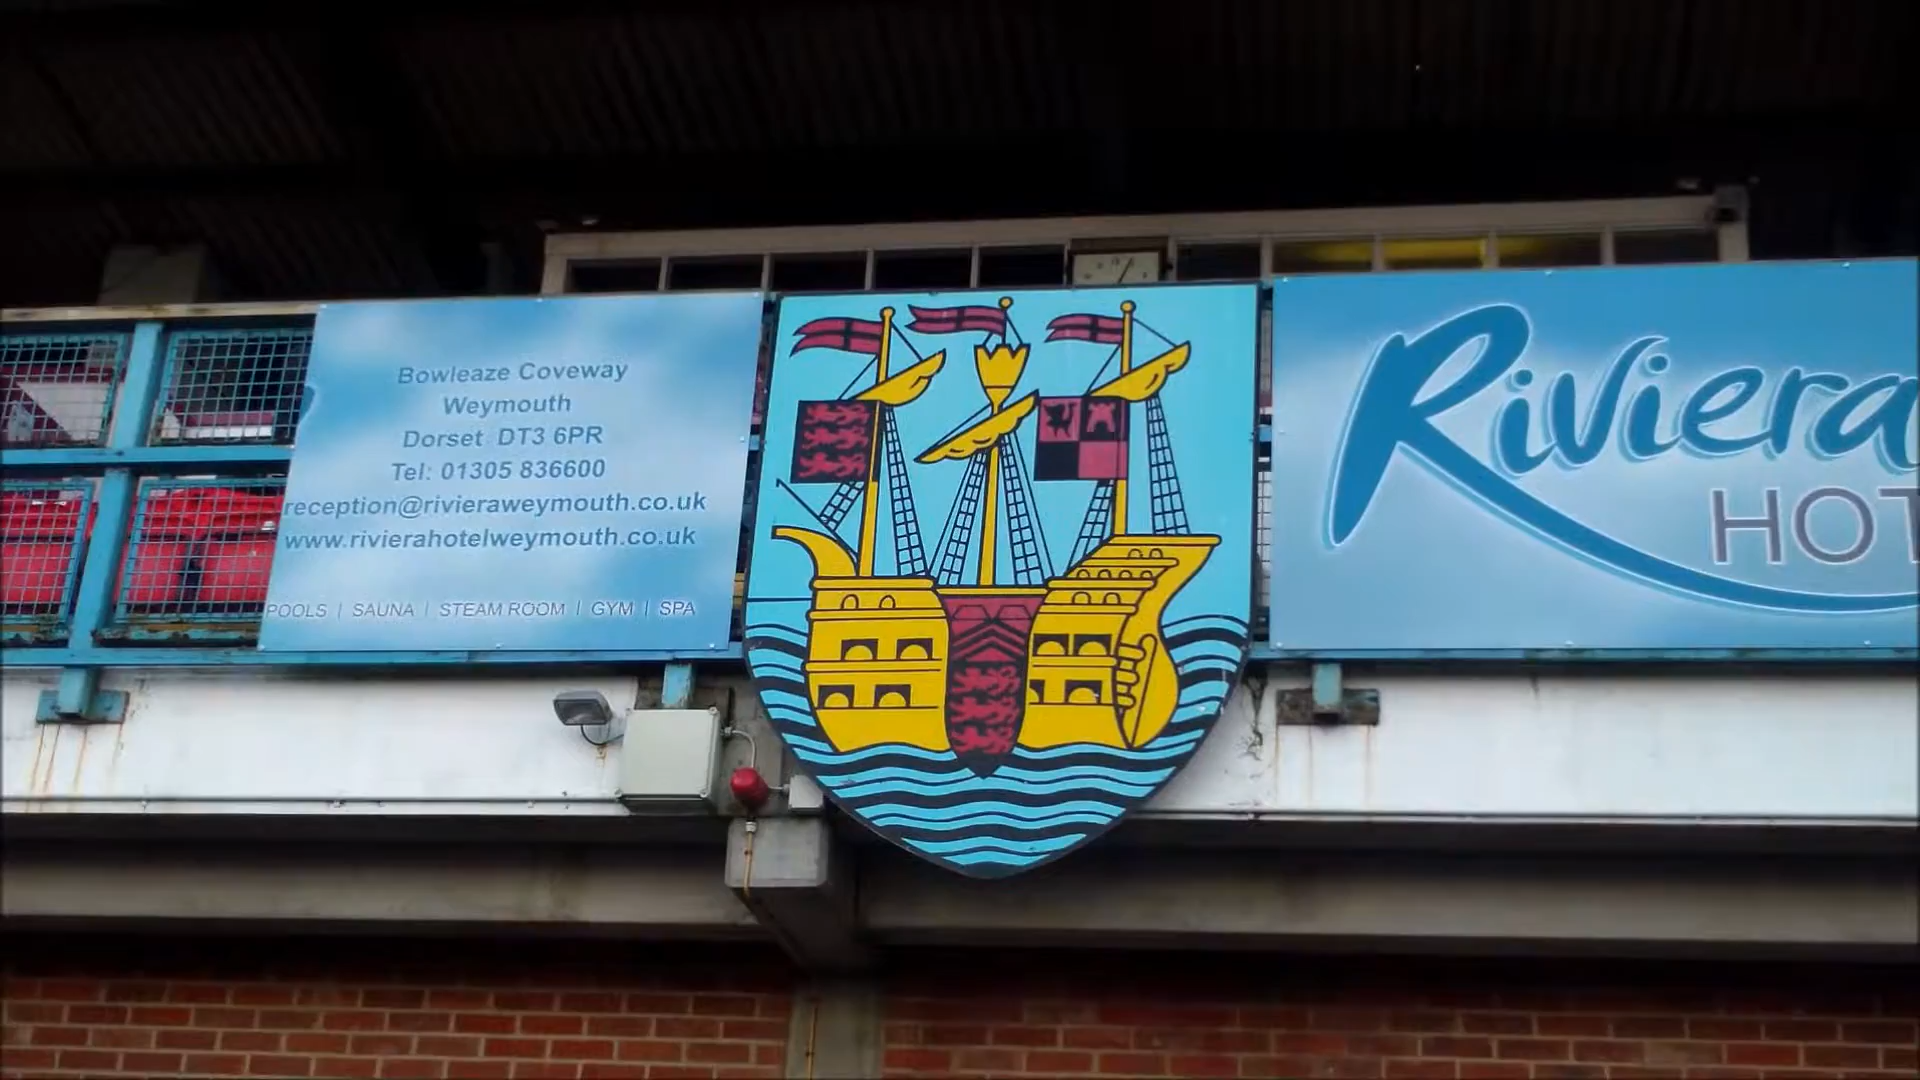 Bowleaze Coveway
Weymouth
Dorset DT3 6PR
Tel: 01305 836600
reception@rivieraweymouth.co.uk
www.rivierahotelweymouth.co.uk
POOLS | SAUNA | STEAM ROOM | GYM | SPA
Riviera
HOT